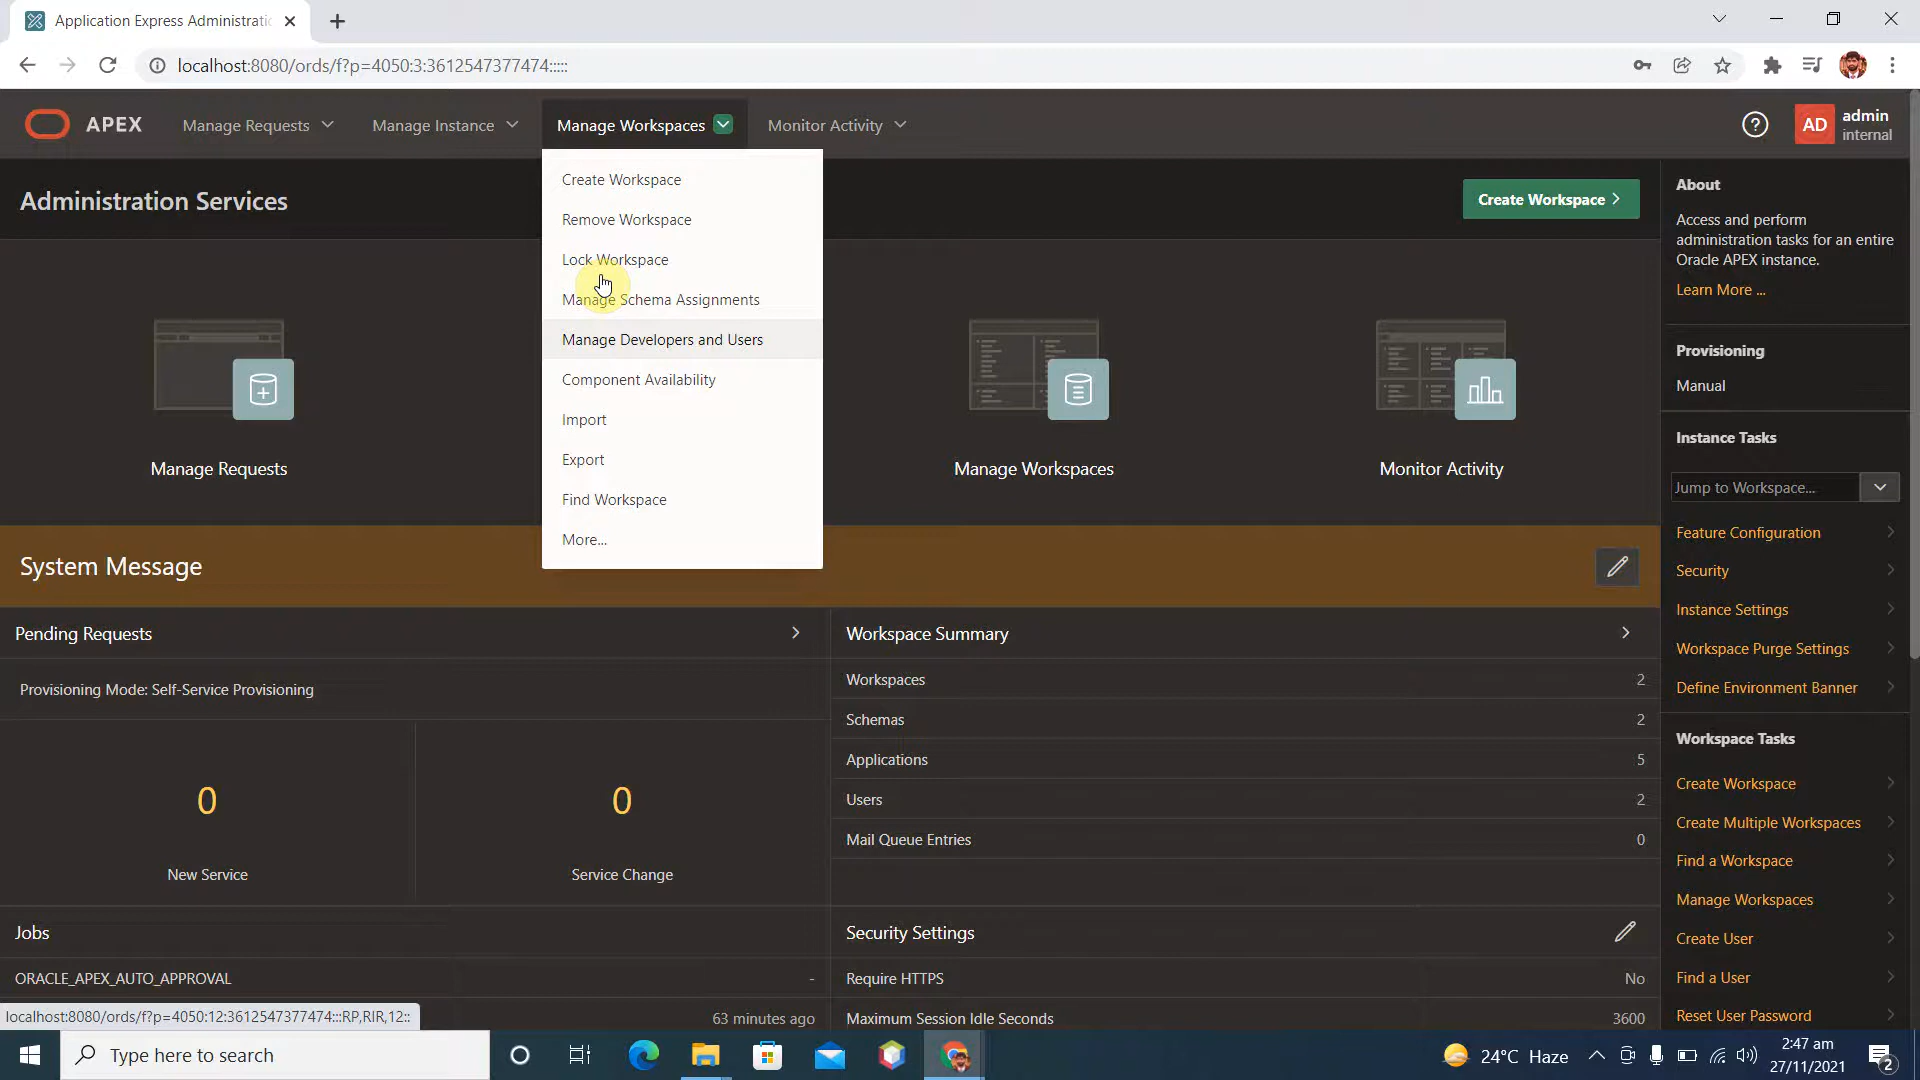 Application Express Administratic
localhost:8080/ords/f?p=4050:3:3612547377474:::::
APEX
Manage Requests
Manage Instance
Manage Workspaces
Monitor Activity
AD
admin
internal
Create Workspace
Remove Workspace
Lock Workspace
Manage Schema Assignments
Manage Developers and Users
Component Availability
Import
Export
Find Workspace
More...
Administration Services
Create Workspace
Manage Requests
Manage Workspaces
Monitor Activity
System Message
Pending Requests
Provisioning Mode: Self-Service Provisioning
0
New Service
0
Service Change
Workspace Summary
Workspaces 2
Schemas 2
Applications 5
Users 2
Mail Queue Entries 0
Jobs
ORACLE_APEX_AUTO_APPROVAL -
63 minutes ago
Security Settings
Require HTTPS No
Maximum Session Idle Seconds 3600
About
Access and perform
administration tasks for an entire
Oracle APEX instance.
Learn More ...
Provisioning
Manual
Instance Tasks
Jump to Workspace...
Feature Configuration
Security
Instance Settings
Workspace Purge Settings
Define Environment Banner
Workspace Tasks
Create Workspace
Create Multiple Workspaces
Find a Workspace
Manage Workspaces
Create User
Find a User
Reset User Password
localhost:8080/ords/f?p=4050:12:3612547377474:::RP,RIR,12::
Type here to search
24°C Haze
2:47 am
27/11/2021
2